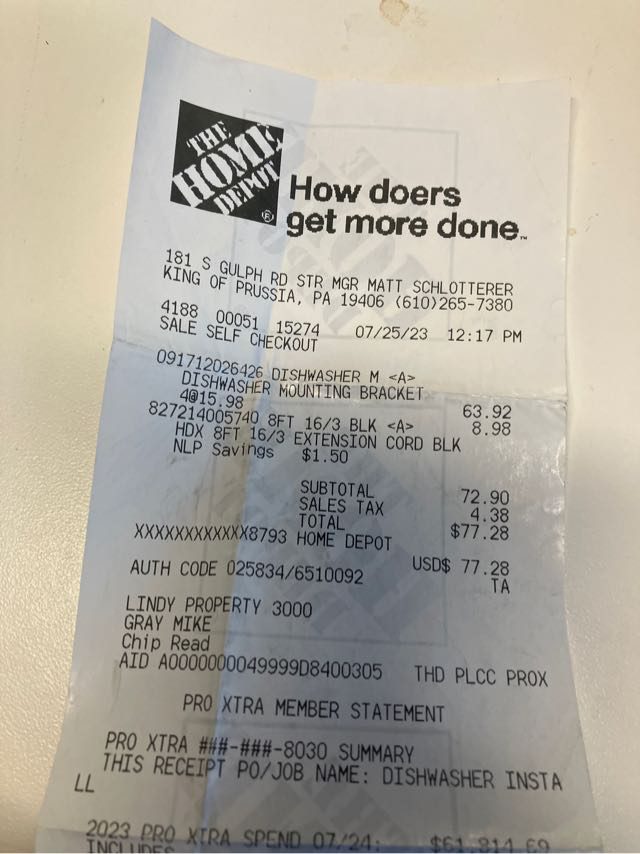 THE
HOME
DEPOT
®
How doers
get more done™
181 S GULPH RD STR MGR MATT SCHLOTTERER
KING OF PRUSSIA, PA 19406 (610)265-7380
4188 00051 15274 07/25/23 12:17 PM
SALE SELF CHECKOUT
091712026426 DISHWASHER M <A>
DISHWASHER MOUNTING BRACKET
4@15.98 63.92
827214005740 8FT 16/3 BLK <A> 8.98
HDX 8FT 16/3 EXTENSION CORD BLK
NLP Savings $1.50
SUBTOTAL 72.90
SALES TAX 4.38
TOTAL $77.28
XXXXXXXXXXXX8793 HOME DEPOT
USD$ 77.28
AUTH CODE 025834/6510092 TA
LINDY PROPERTY 3000
GRAY MIKE
Chip Read
AID A0000000049999D8400305 THD PLCC PROX
PRO XTRA MEMBER STATEMENT
PRO XTRA ###-###-8030 SUMMARY
THIS RECEIPT PO/JOB NAME: DISHWASHER INSTA
LL
2023 PRO XTRA SPEND 07/24: $61,814.69
INCLUDES